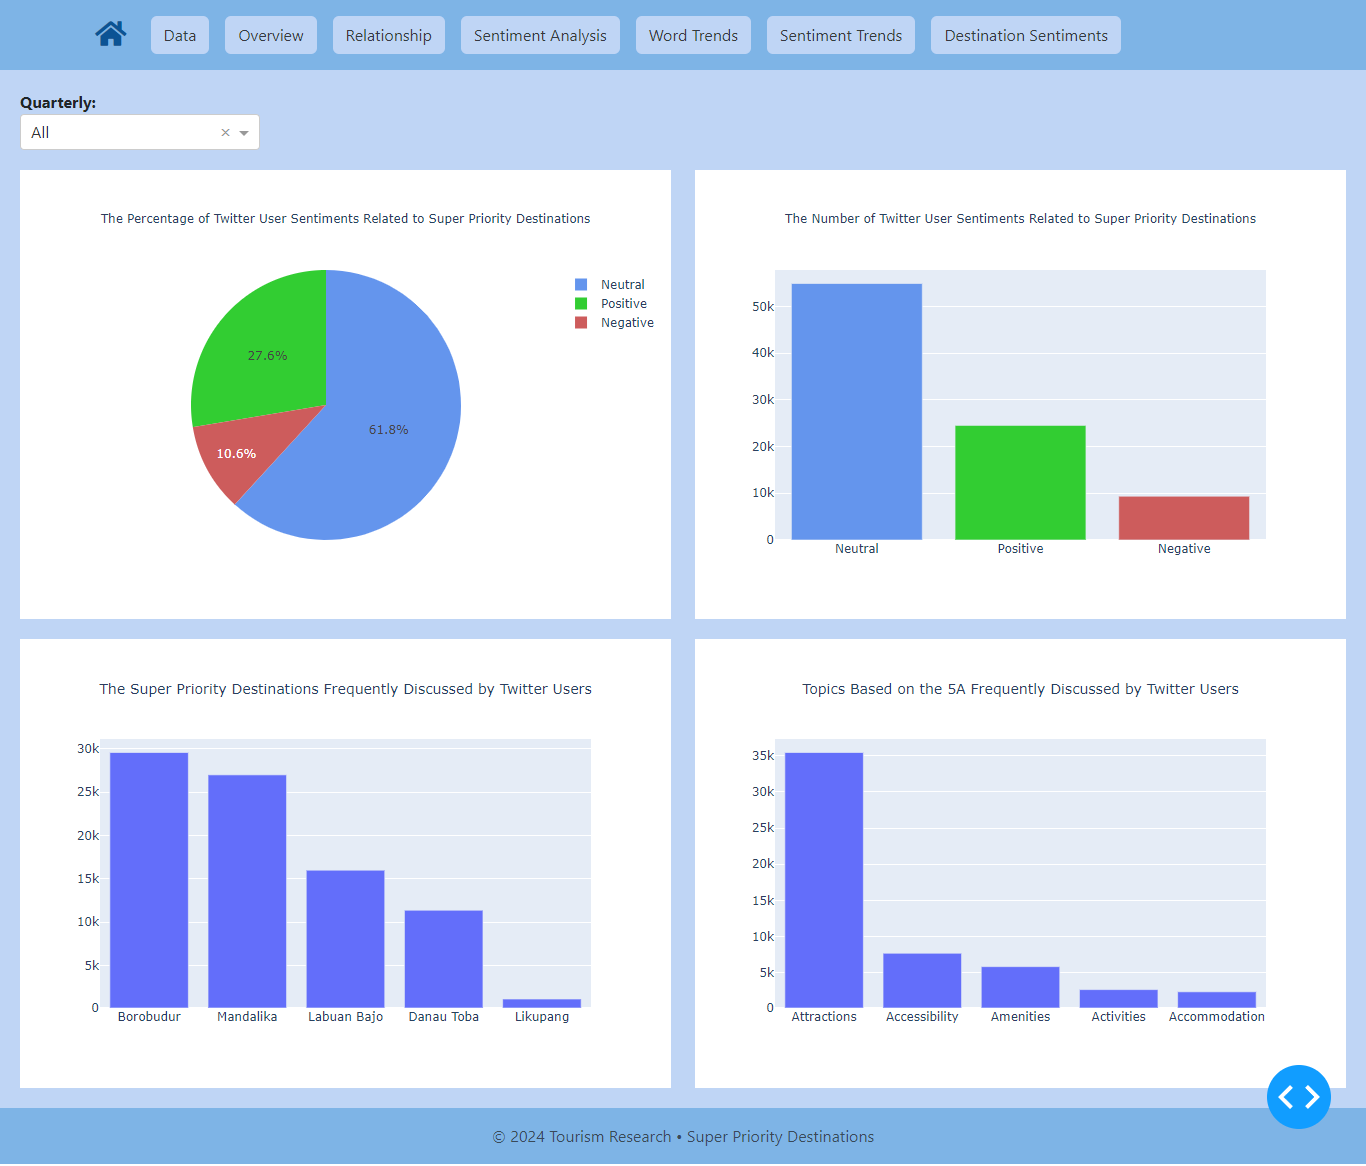 Data
Overview
Relationship
Sentiment Analysis
Word Trends
Sentiment Trends
Destination Sentiments
Quarterly:
All
The Percentage of Twitter User Sentiments Related to Super Priority Destinations
Neutral
Positive
Negative
27.6%
61.8%
10.6%
The Number of Twitter User Sentiments Related to Super Priority Destinations
50k
40k
30k
20k
10k
0
Neutral Positive Negative
The Super Priority Destinations Frequently Discussed by Twitter Users
30k
25k
20k
15k
10k
5k
0
Borobudur Mandalika Labuan Bajo Danau Toba Likupang
Topics Based on the 5A Frequently Discussed by Twitter Users
35k
30k
25k
20k
15k
10k
5k
0
Attractions Accessibility Amenities Activities Accommodation
© 2024 Tourism Research • Super Priority Destinations